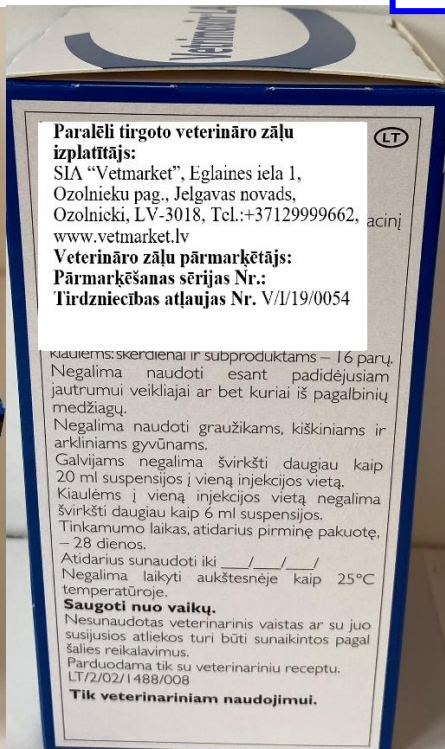 Vetrimoxin L.A.
Paralēli tirgoto veterināro zāļu
izplatītājs:
SIA “Vetmarket”, Eglaines iela 1,
Ozolnieku pag., Jelgavas novads,
Ozolnieki, LV-3018, Tel.:+37129999662,
www.vetmarket.lv
Veterināro zāļu pārmarķētājs:
Pārmarķēšanas sērijas Nr.:
Tirdzniecības atļaujas Nr. V/I/19/0054
LT
kiaulėms: skerdienai ir subproduktams – 16 parų.
Negalima naudoti esant padidėjusiam
jautrumui veikliajai ar bet kuriai iš pagalbinių
medžiagų.
Negalima naudoti graužikams, kiškiniams ir
arkliniams gyvūnams.
Galvijams negalima švirkšti daugiau kaip
20 ml suspensijos į vieną injekcijos vietą.
Kiaulėms į vieną injekcijos vietą negalima
švirkšti daugiau kaip 6 ml suspensijos.
Tinkamumo laikas, atidarius pirminę pakuotę,
– 28 dienos.
Atidarius sunaudoti iki ___/___/___/
Negalima laikyti aukštesnėje kaip 25°C
temperatūroje.
Saugoti nuo vaikų.
Nesunaudotas veterinarinis vaistas ar su juo
susijusios atliekos turi būti sunaikintos pagal
šalies reikalavimus.
Parduodama tik su veterinariniu receptu.
LT/2/02/1488/008
Tik veterinariniam naudojimui.